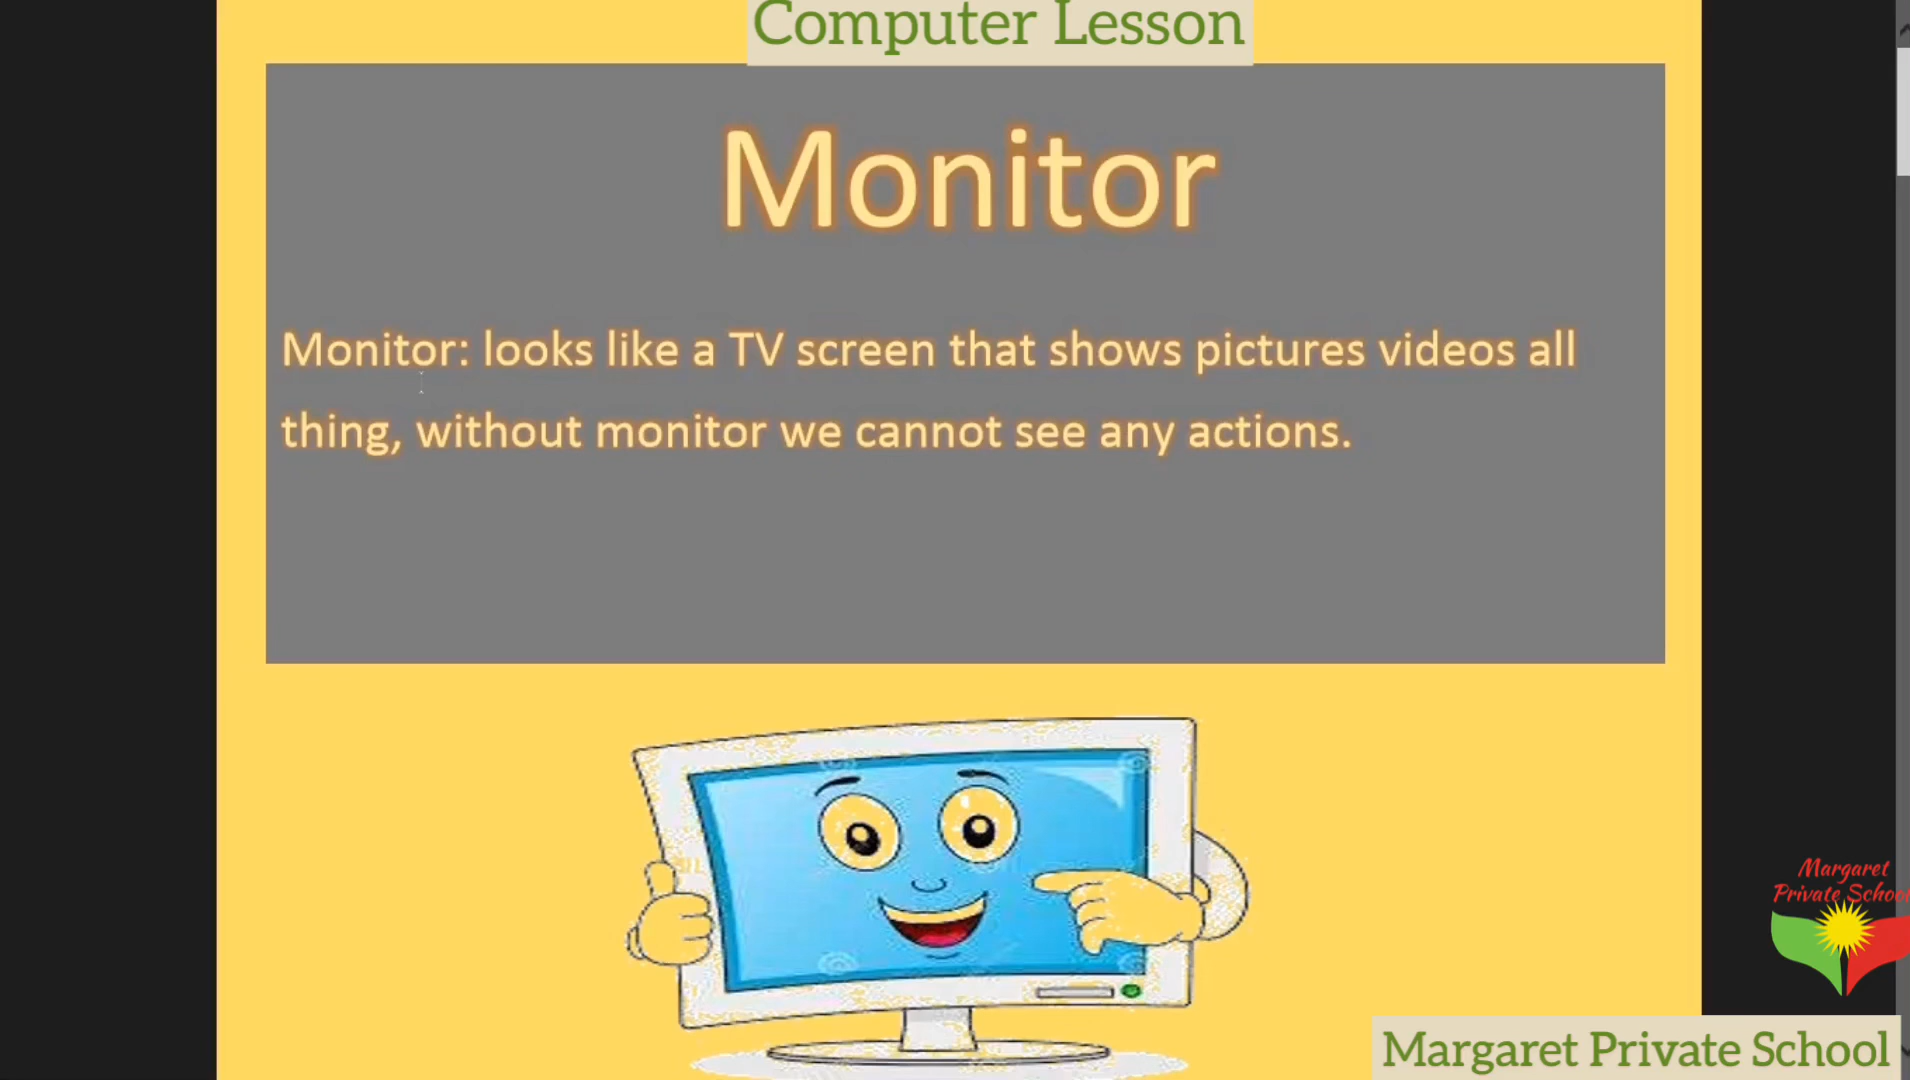 Computer Lesson
Monitor
Monitor: looks like a TV screen that shows pictures videos all
thing, without monitor we cannot see any actions.
Margaret
Private School
Margaret Private School